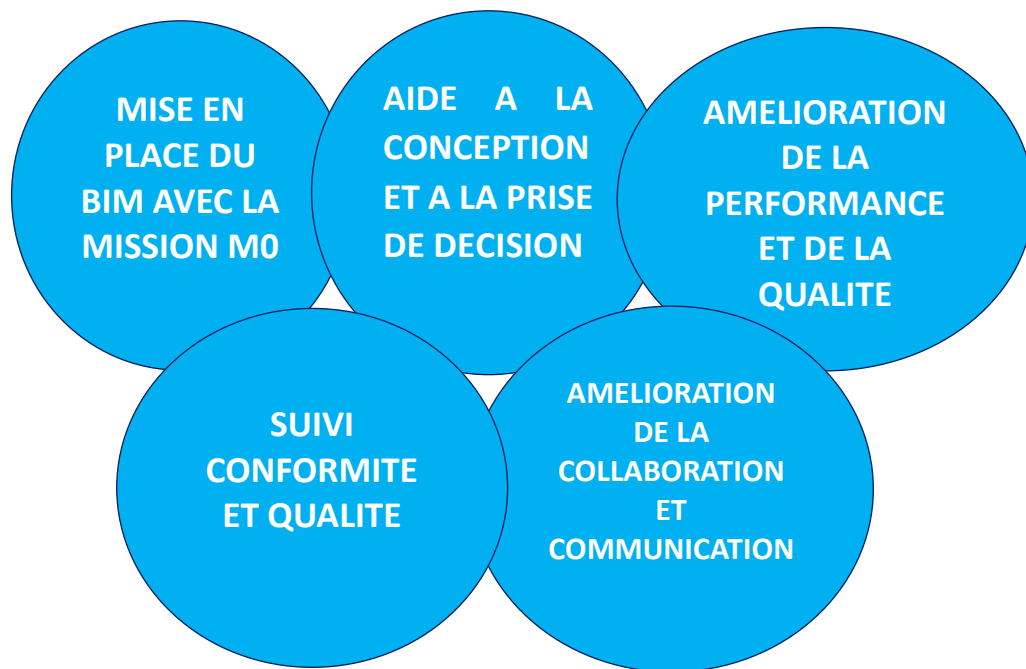 MISE EN
PLACE DU
BIM AVEC LA
MISSION M0
AIDE A LA
CONCEPTION
ET A LA PRISE
DE DECISION
AMELIORATION
DE LA
PERFORMANCE
ET DE LA
QUALITE
SUIVI
CONFORMITE
ET QUALITE
AMELIORATION
DE LA
COLLABORATION
ET
COMMUNICATION